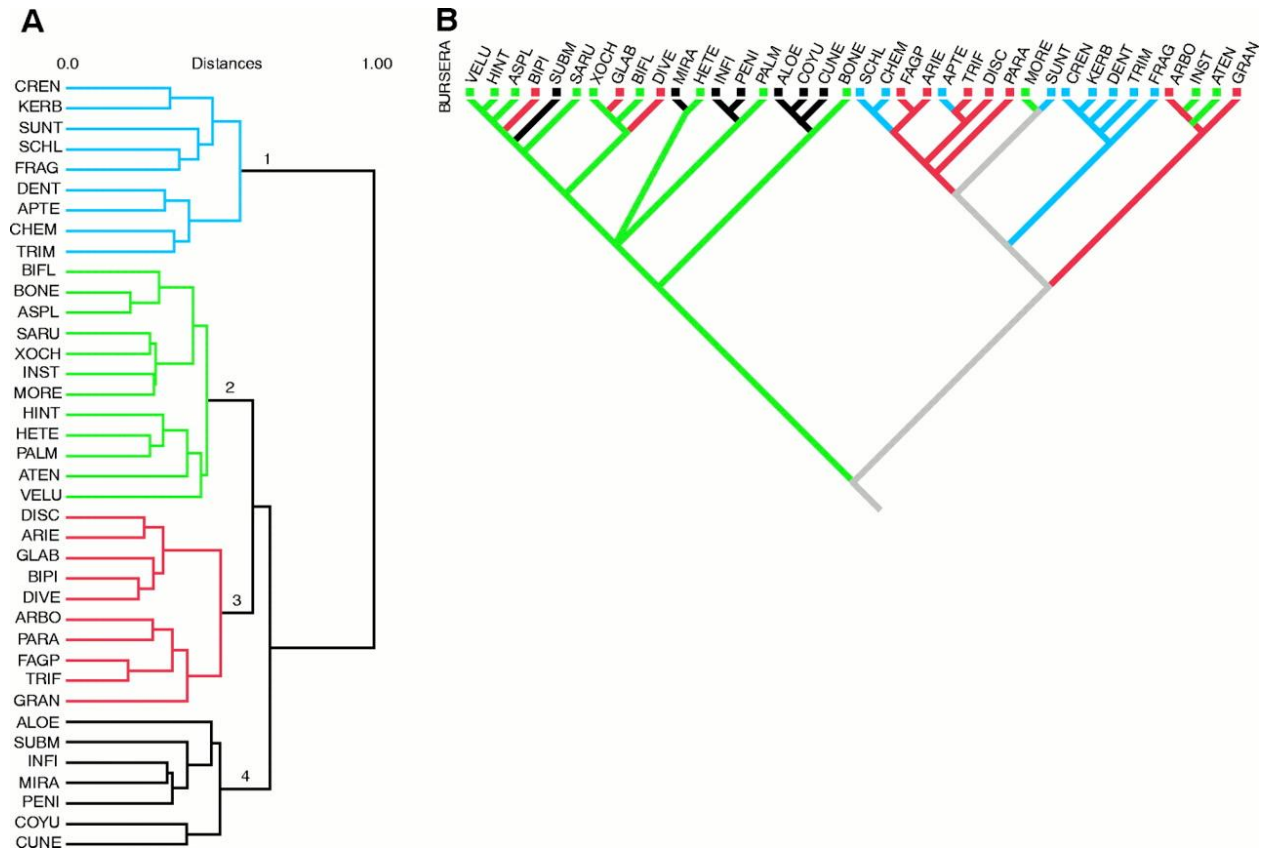 A
0.0 Distances 1.00
CREN
KERB
SUNT
SCHL
FRAG
DENT
APTE
CHEM
TRIM
BIFL
BONE
ASPL
SARU
XOCH
INST
MORE
HINT
HETE
PALM
ATEN
VELU
DISC
ARIE
GLAB
BIPI
DIVE
ARBO
PARA
FAGP
TRIF
GRAN
ALOE
SUBM
INFI
MIRA
PENI
COYU
CUNE
1
2
3
4
B
BURSERA
VELU
HINT
ASPL
BIPI
SUBM
SARU
XOCH
GLAB
BIFL
DIVE
MIRA
HETE
INFI
PENI
PALM
ALOE
COYU
CUNE
BONE
SCHL
CHEM
FAGP
ARIE
APTE
TRIF
DISC
PARA
MORE
SUNT
CREN
KERB
DENT
TRIM
FRAG
ARBO
INST
ATEN
GRAN